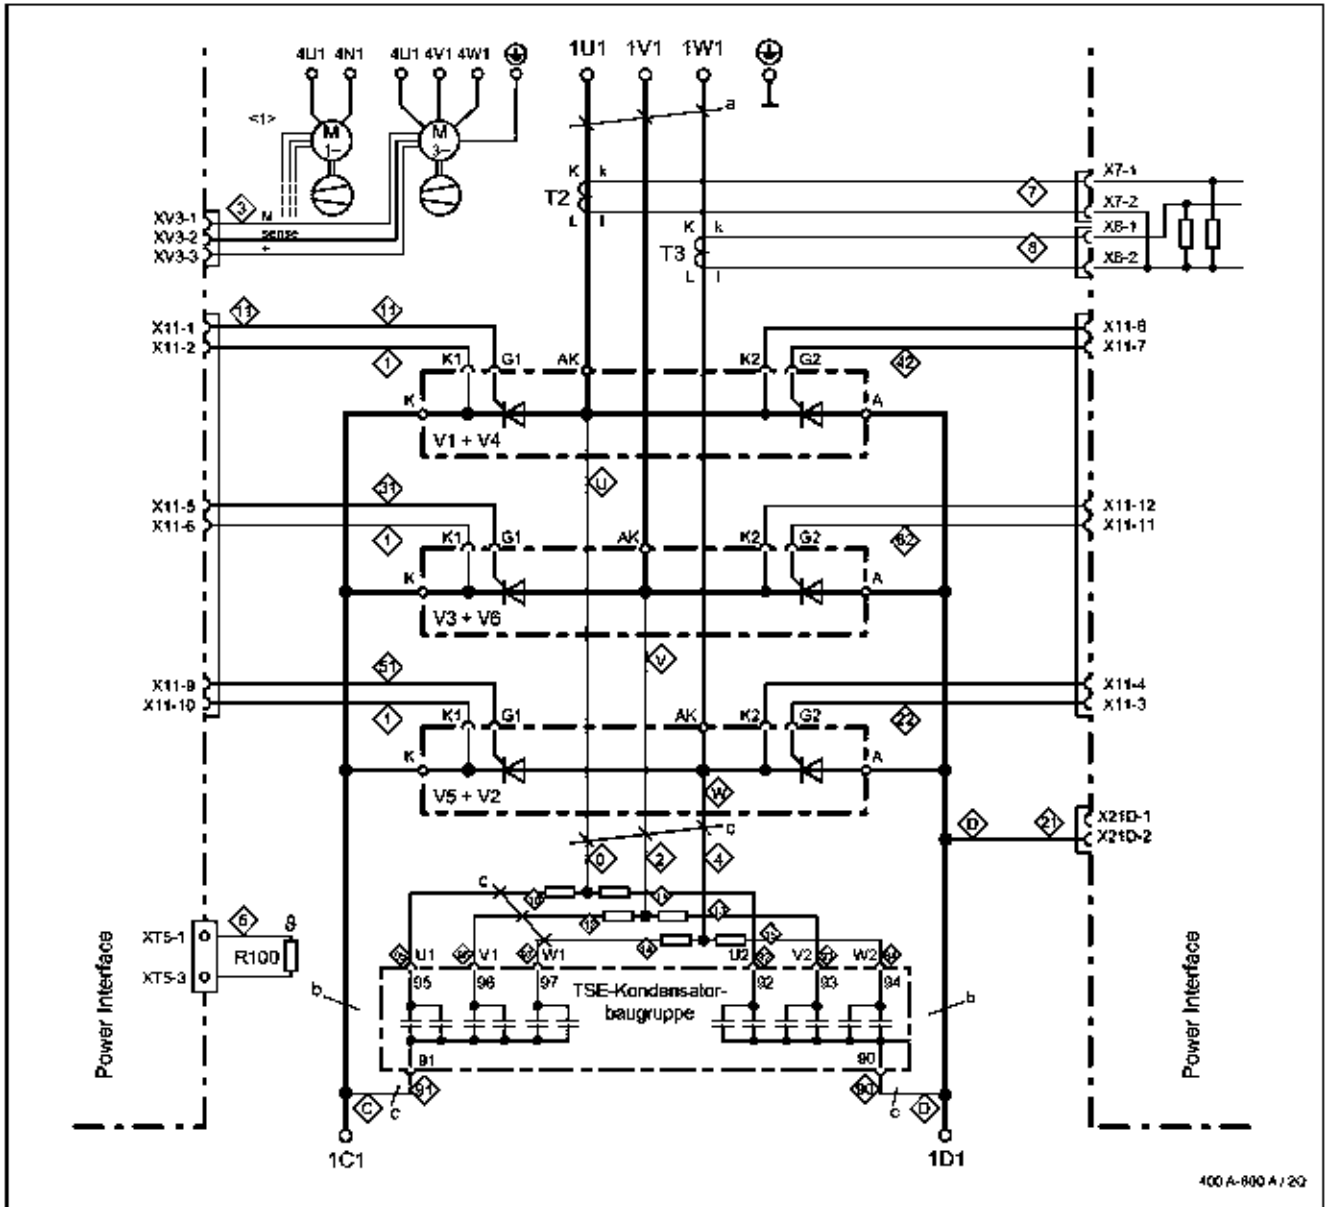 4U1 4N1 4U1 4V1 4W1
1U1 1V1 1W1
<1>
M
1~
M
3~
a
K k
T2
L l
7
X7-1
X7-2
K k
T3
L l
8
X6-1
X6-2
3
XV3-1
XV3-2
XV3-3
M
sense
+
11
11
X11-1
X11-2
1
K1 G1 AK K2 G2
X11-8
X11-7
42
K A
V1 + V4
U
31
X11-5
X11-6
1
K1 G1 AK K2 G2
X11-12
X11-11
62
K A
V3 + V6
V
51
X11-9
X11-10
1
K1 G1 AK K2 G2
X11-4
X11-3
22
K A
V5 + V2
W
c
0 2 4
D 21
X21D-1
X21D-2
c
14
6
XT5-1
XT5-3
ϑ
R100
U1 V1 W1 U2 V2 W2
95 96 97 92 93 94
TSE-Kondensator-
baugruppe
b b
91 90
C c 91 90 c D
1C1 1D1
Power Interface
Power Interface
400 A-600 A / 2Q